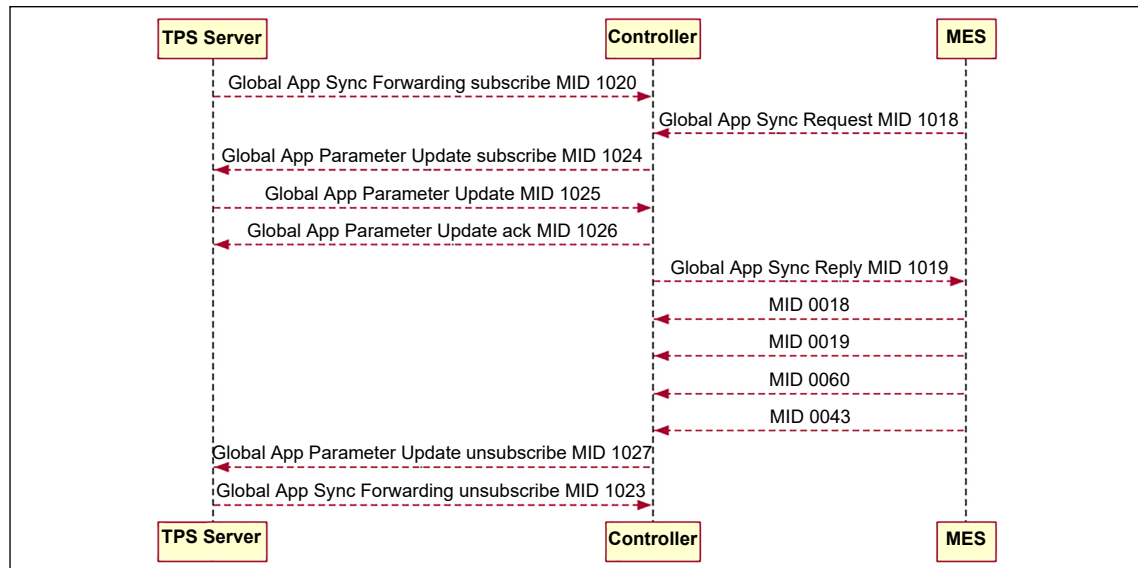 TPS Server
Controller
MES
Global App Sync Forwarding subscribe MID 1020
Global App Sync Request MID 1018
Global App Parameter Update subscribe MID 1024
Global App Parameter Update MID 1025
Global App Parameter Update ack MID 1026
Global App Sync Reply MID 1019
MID 0018
MID 0019
MID 0060
MID 0043
Global App Parameter Update unsubscribe MID 1027
Global App Sync Forwarding unsubscribe MID 1023
TPS Server
Controller
MES